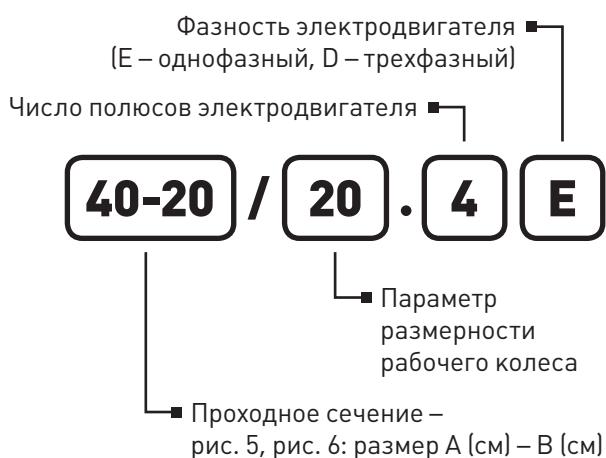 Фазность электродвигателя
(E – однофазный, D – трехфазный)
Число полюсов электродвигателя
40-20 / 20 . 4 E
Параметр
размерности
рабочего колеса
Проходное сечение –
рис. 5, рис. 6: размер А (см) – В (см)